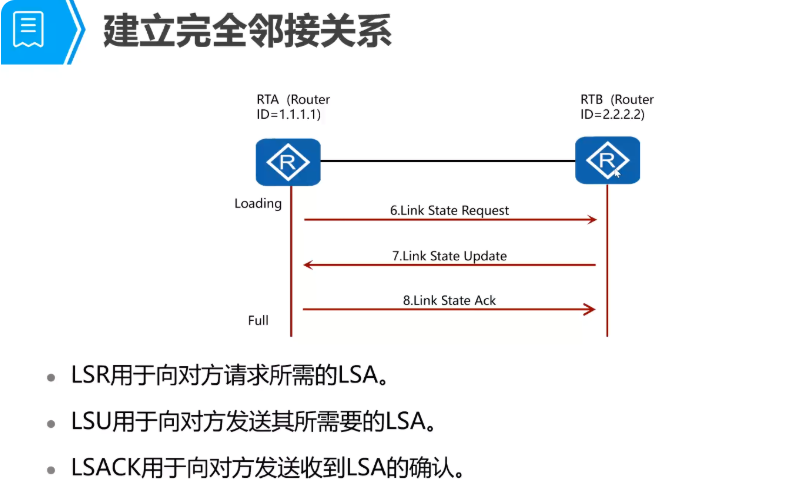 建立完全邻接关系
RTA (Router
ID=1.1.1.1)
RTB (Router
ID=2.2.2.2)
R
R
Loading
6.Link State Request
7.Link State Update
8.Link State Ack
Full
• LSR用于向对方请求所需的LSA。
• LSU用于向对方发送其所需要的LSA。
• LSACK用于向对方发送收到LSA的确认。